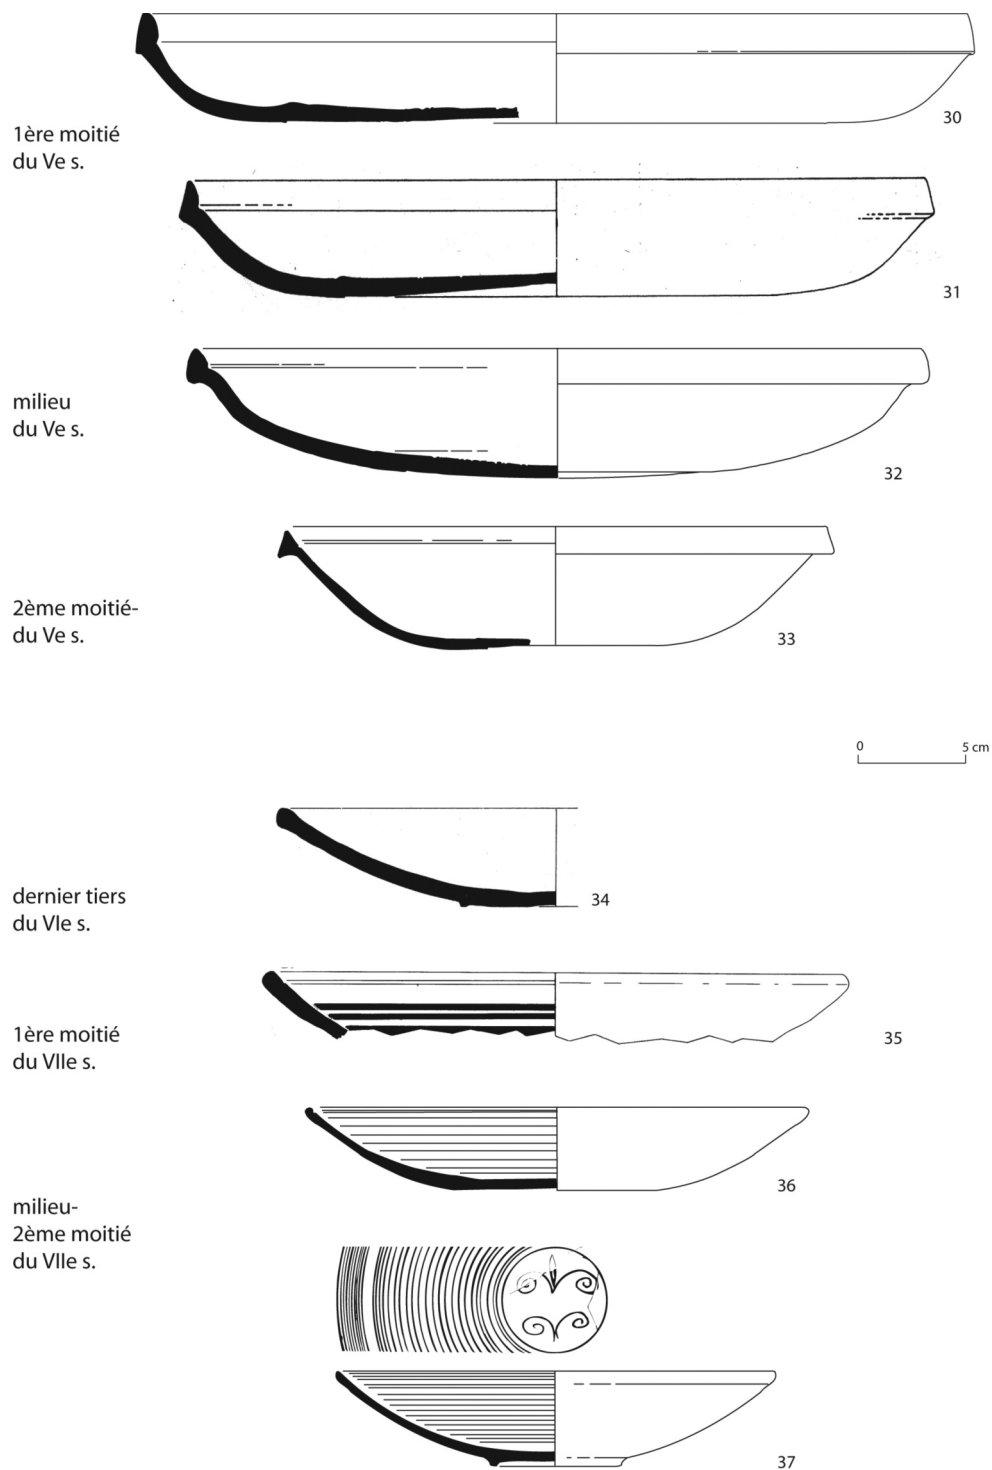 30
1ère moitié
du Ve s.
31
milieu
du Ve s.
32
2ème moitié-
du Ve s.
33
0 5 cm
dernier tiers
du VIe s.
34
1ère moitié
du VIIe s.
35
36
milieu-
2ème moitié
du VIIe s.
37